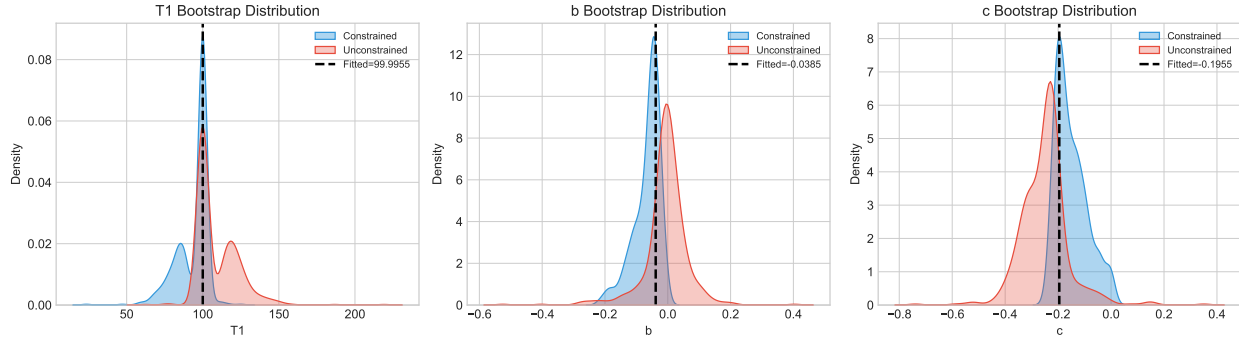 T1 Bootstrap Distribution
Constrained
Unconstrained
Fitted=99.9955
Density
0.08
0.06
0.04
0.02
0.00
50
100
150
200
T1
b Bootstrap Distribution
Constrained
Unconstrained
Fitted=-0.0385
Density
12
10
8
6
4
2
0
−0.6
−0.4
−0.2
0.0
0.2
0.4
b
c Bootstrap Distribution
Constrained
Unconstrained
Fitted=-0.1955
Density
8
7
6
5
4
3
2
1
0
−0.8
−0.6
−0.4
−0.2
0.0
0.2
0.4
c